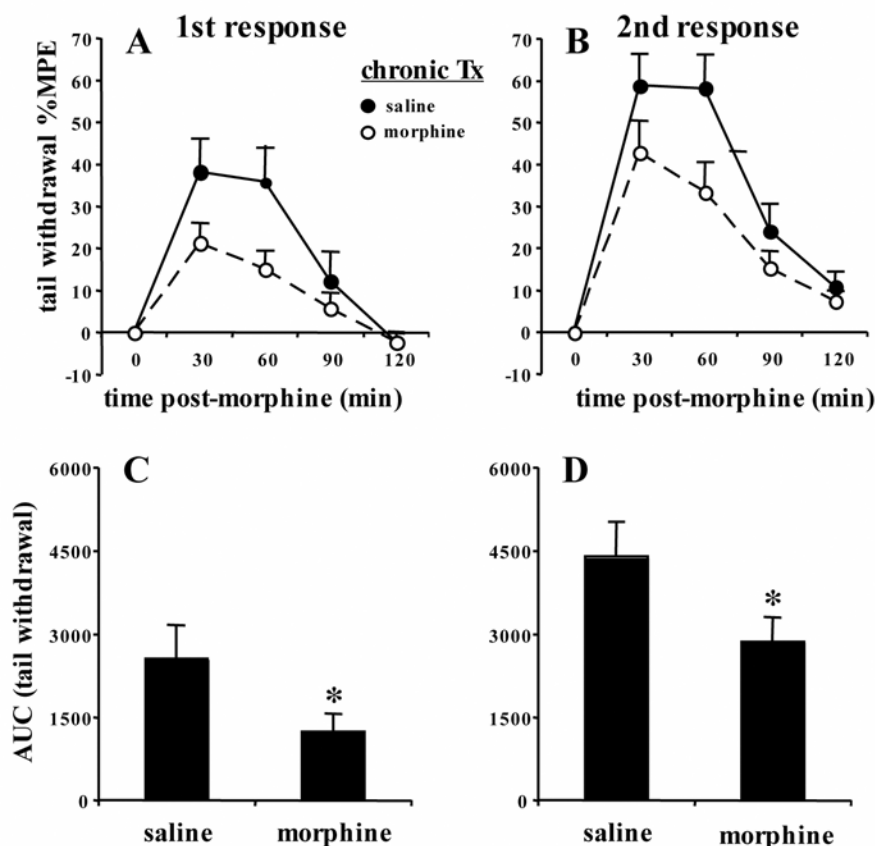 A 1st response
70
60
50
40
30
20
10
0
-10
tail withdrawal %MPE
chronic Tx
saline
morphine
0 30 60 90 120
time post-morphine (min)
B 2nd response
70
60
50
40
30
20
10
0
-10
0 30 60 90 120
time post-morphine (min)
C
6000
4500
3000
1500
0
AUC (tail withdrawal)
*
saline morphine
D
6000
4500
3000
1500
0
*
saline morphine